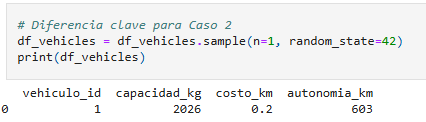 # Diferencia clave para Caso 2
df_vehicles = df_vehicles.sample(n=1, random_state=42)
print(df_vehicles)
vehiculo_id capacidad_kg costo_km autonomia_km
0 1 2026 0.2 603